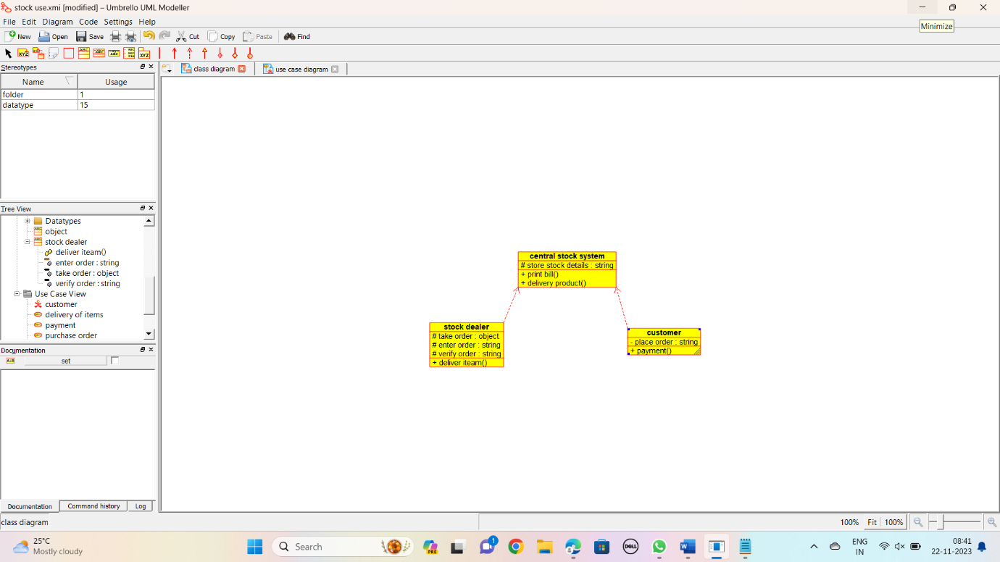 stock use.xmi [modified] – Umbrello UML Modeller
File Edit Diagram Code Settings Help
Minimize
New Open Save Cut Copy Paste Find
Stereotypes
class diagram use case diagram
Name Usage
folder 1
datatype 15
Tree View
Datatypes
object
stock dealer
deliver iteam()
enter order : string
take order : object
verify order : string
Use Case View
customer
delivery of items
payment
purchase order
central stock system
# store stock details : string
+ print bill()
+ delivery product()
stock dealer
# take order : object
# enter order : string
# verify order : string
+ deliver iteam()
customer
- place order : string
+ payment()
Documentation
set
Documentation Command history Log
class diagram
100% Fit 100%
25°C
Mostly cloudy
Search
PRE
1
DELL
ENG
IN
08:41
22-11-2023